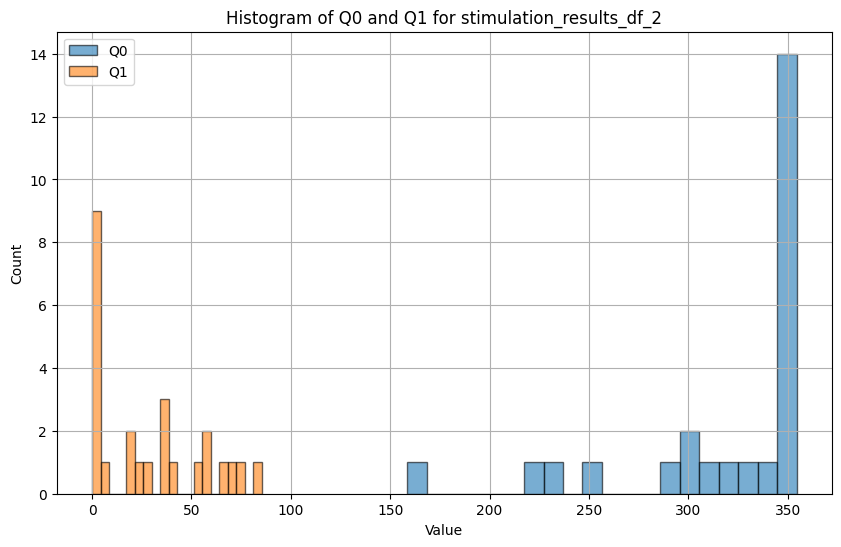 Histogram of Q0 and Q1 for stimulation_results_df_2
Q0
Q1
14
12
10
8
6
4
2
0
Count
0 50 100 150 200 250 300 350
Value